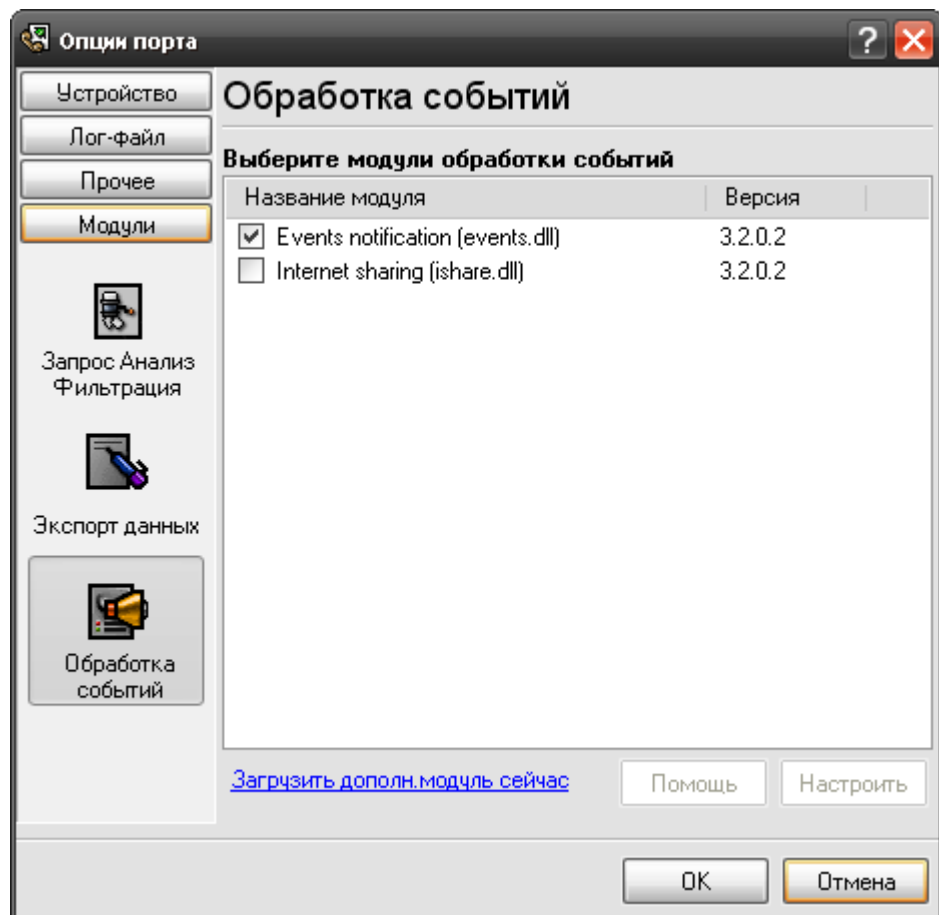 Опции порта
Устройство
Лог-файл
Прочее
Модули
Запрос Анализ
Фильтрация
Экспорт данных
Обработка
событий
Обработка событий
Выберите модули обработки событий
Название модуля Версия
Events notification (events.dll) 3.2.0.2
Internet sharing (ishare.dll) 3.2.0.2
Загрузить дополн.модуль сейчас
Помощь
Настроить
OK
Отмена